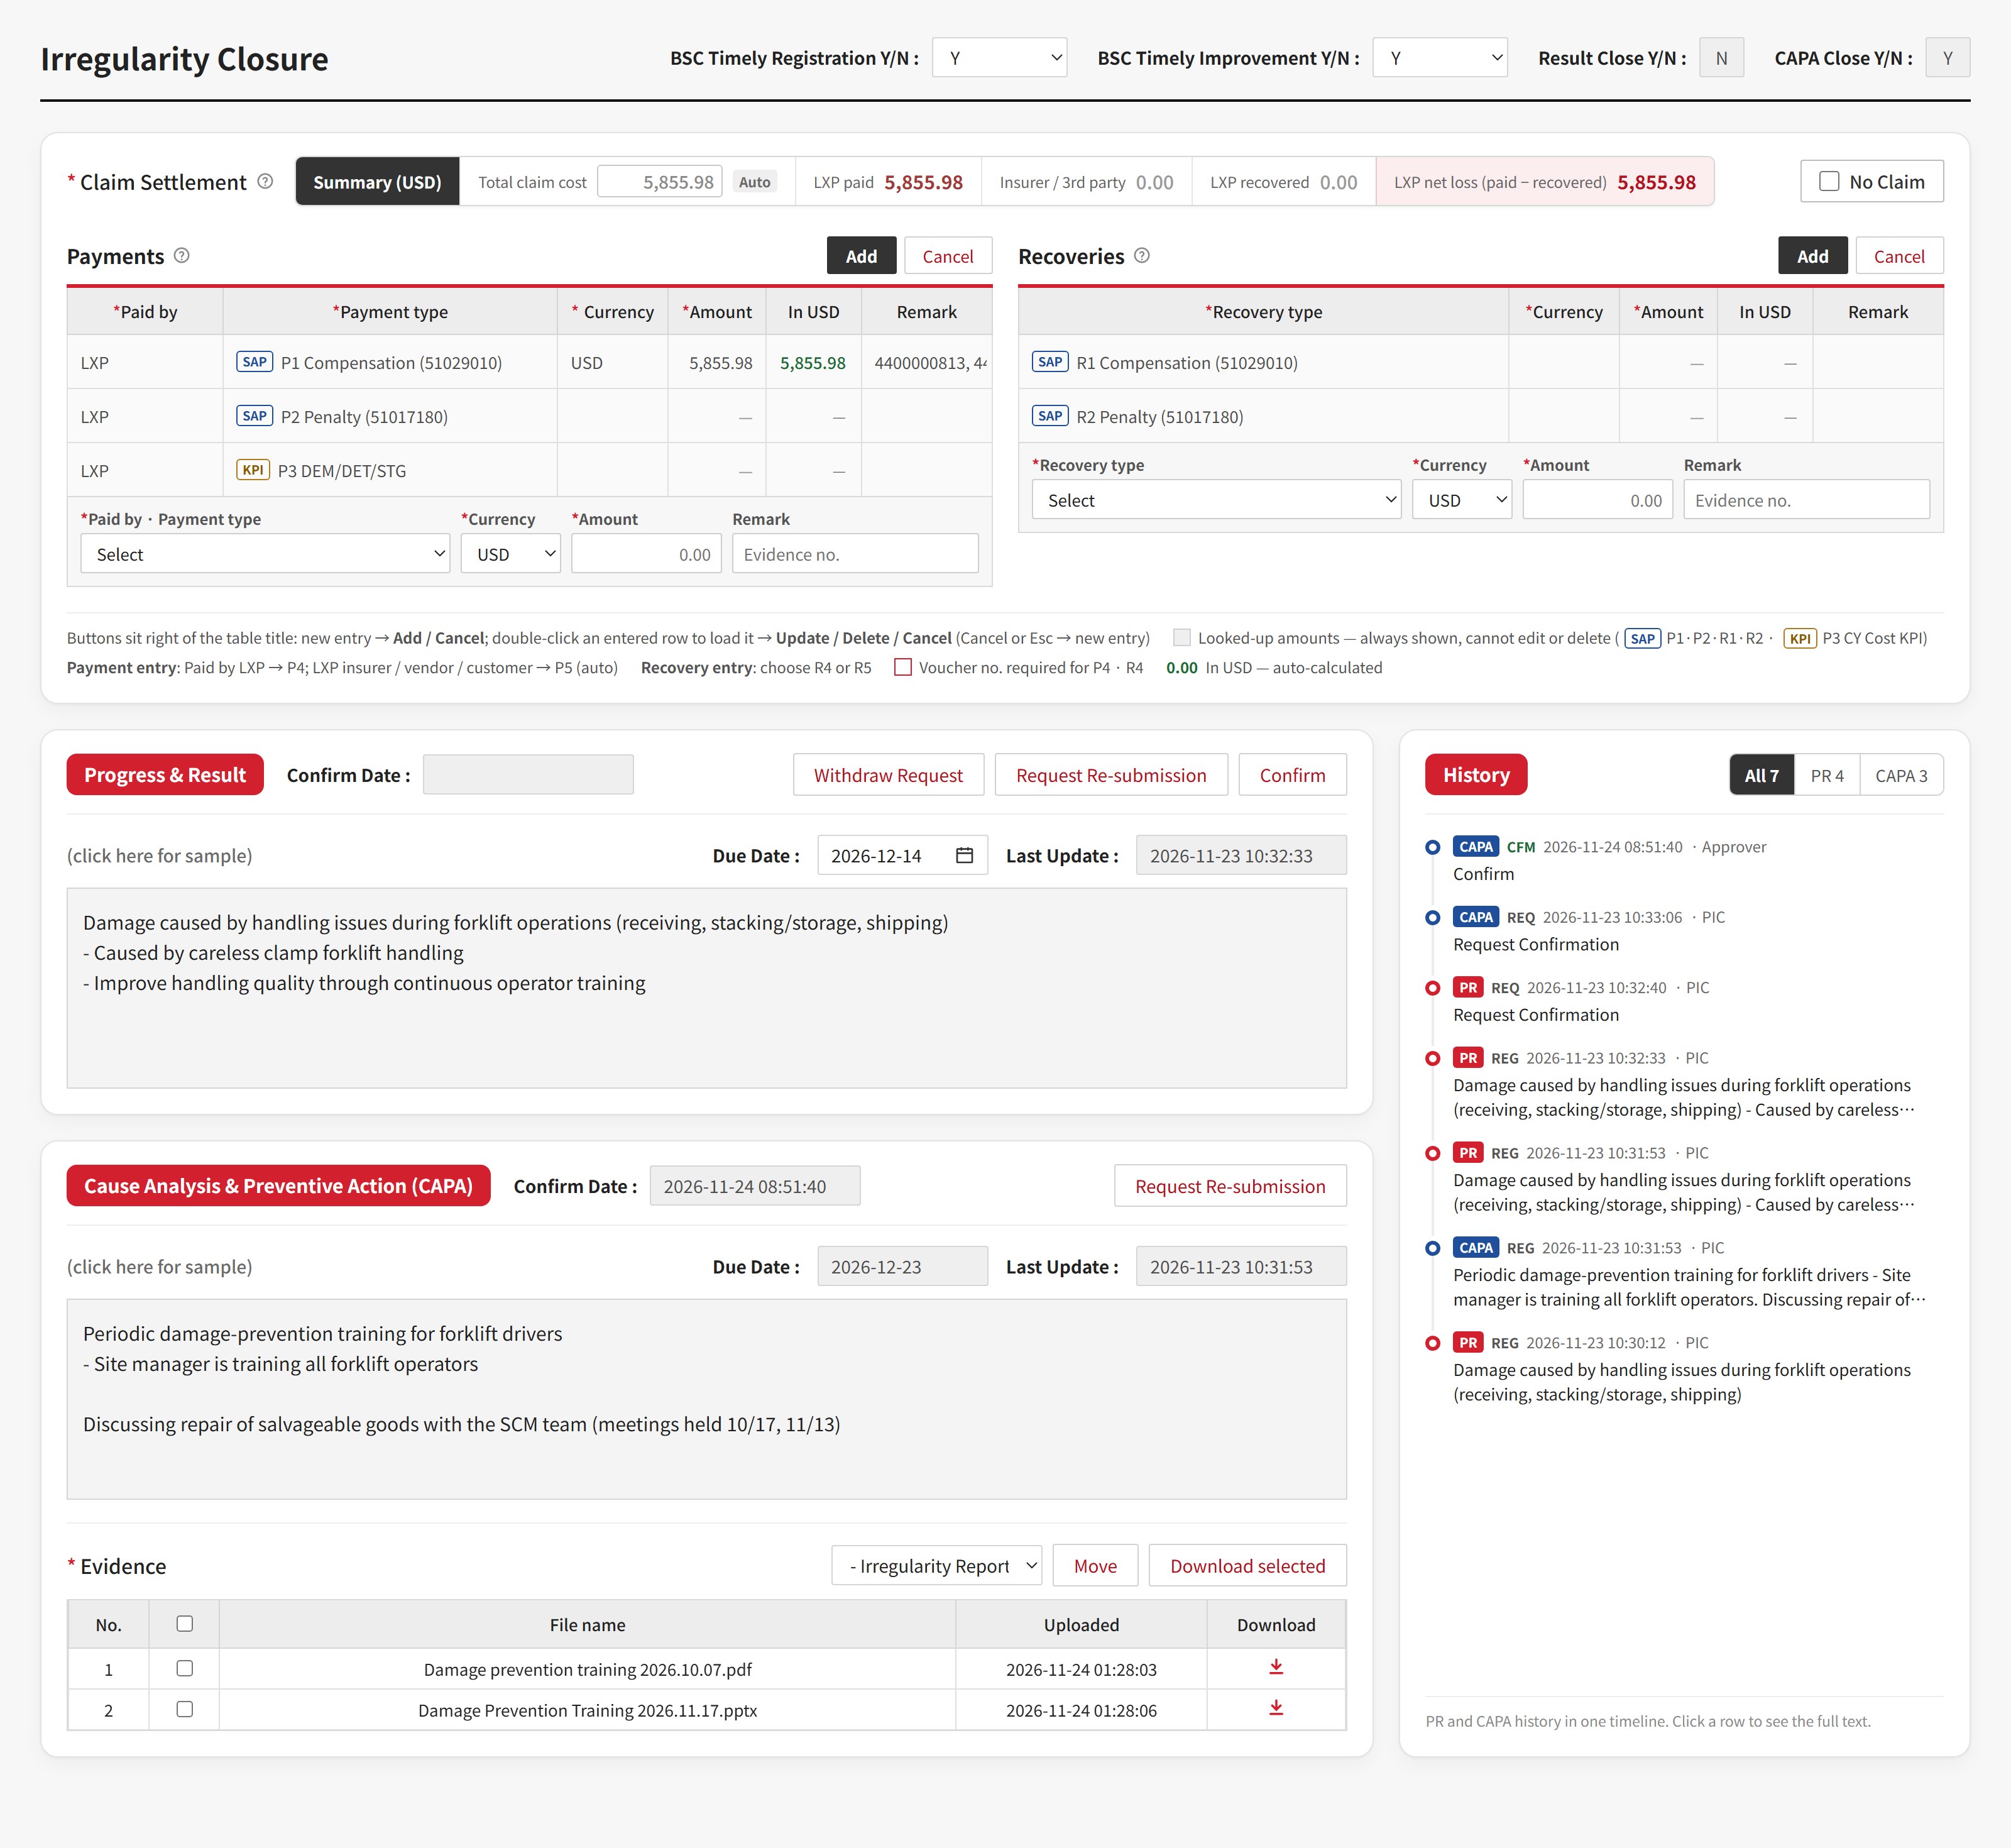 Irregularity Closure
BSC Timely Registration Y/N : Y BSC Timely Improvement Y/N : Y Result Close Y/N : N CAPA Close Y/N : Y
* Claim Settlement ? Summary (USD) Total claim cost 5,855.98 Auto LXP paid 5,855.98 Insurer / 3rd party 0.00 LXP recovered 0.00 LXP net loss (paid − recovered) 5,855.98 No Claim
Payments ? Add Cancel
*Paid by *Payment type * Currency *Amount In USD Remark
LXP SAP P1 Compensation (51029010) USD 5,855.98 5,855.98 4400000813, 44
LXP SAP P2 Penalty (51017180) — —
LXP KPI P3 DEM/DET/STG — —
*Paid by · Payment type *Currency *Amount Remark
Select USD 0.00 Evidence no.
Recoveries ? Add Cancel
*Recovery type *Currency *Amount In USD Remark
SAP R1 Compensation (51029010) — —
SAP R2 Penalty (51017180) — —
*Recovery type *Currency *Amount Remark
Select USD 0.00 Evidence no.
Buttons sit right of the table title: new entry → Add / Cancel; double-click an entered row to load it → Update / Delete / Cancel (Cancel or Esc → new entry) Looked-up amounts — always shown, cannot edit or delete ( SAP P1·P2·R1·R2 · KPI P3 CY Cost KPI)
Payment entry: Paid by LXP → P4; LXP insurer / vendor / customer → P5 (auto) Recovery entry: choose R4 or R5 Voucher no. required for P4 · R4 0.00 In USD — auto-calculated
Progress & Result Confirm Date : Withdraw Request Request Re-submission Confirm
(click here for sample) Due Date : 2026-12-14 Last Update : 2026-11-23 10:32:33
Damage caused by handling issues during forklift operations (receiving, stacking/storage, shipping)
- Caused by careless clamp forklift handling
- Improve handling quality through continuous operator training
Cause Analysis & Preventive Action (CAPA) Confirm Date : 2026-11-24 08:51:40 Request Re-submission
(click here for sample) Due Date : 2026-12-23 Last Update : 2026-11-23 10:31:53
Periodic damage-prevention training for forklift drivers
- Site manager is training all forklift operators
Discussing repair of salvageable goods with the SCM team (meetings held 10/17, 11/13)
* Evidence - Irregularity Report Move Download selected
No. File name Uploaded Download
1 Damage prevention training 2026.10.07.pdf 2026-11-24 01:28:03
2 Damage Prevention Training 2026.11.17.pptx 2026-11-24 01:28:06
History All 7 PR 4 CAPA 3
CAPA CFM 2026-11-24 08:51:40 · Approver
Confirm
CAPA REQ 2026-11-23 10:33:06 · PIC
Request Confirmation
PR REQ 2026-11-23 10:32:40 · PIC
Request Confirmation
PR REG 2026-11-23 10:32:33 · PIC
Damage caused by handling issues during forklift operations
(receiving, stacking/storage, shipping) - Caused by careless…
PR REG 2026-11-23 10:31:53 · PIC
Damage caused by handling issues during forklift operations
(receiving, stacking/storage, shipping) - Caused by careless…
CAPA REG 2026-11-23 10:31:53 · PIC
Periodic damage-prevention training for forklift drivers - Site
manager is training all forklift operators. Discussing repair of…
PR REG 2026-11-23 10:30:12 · PIC
Damage caused by handling issues during forklift operations
(receiving, stacking/storage, shipping)
PR and CAPA history in one timeline. Click a row to see the full text.